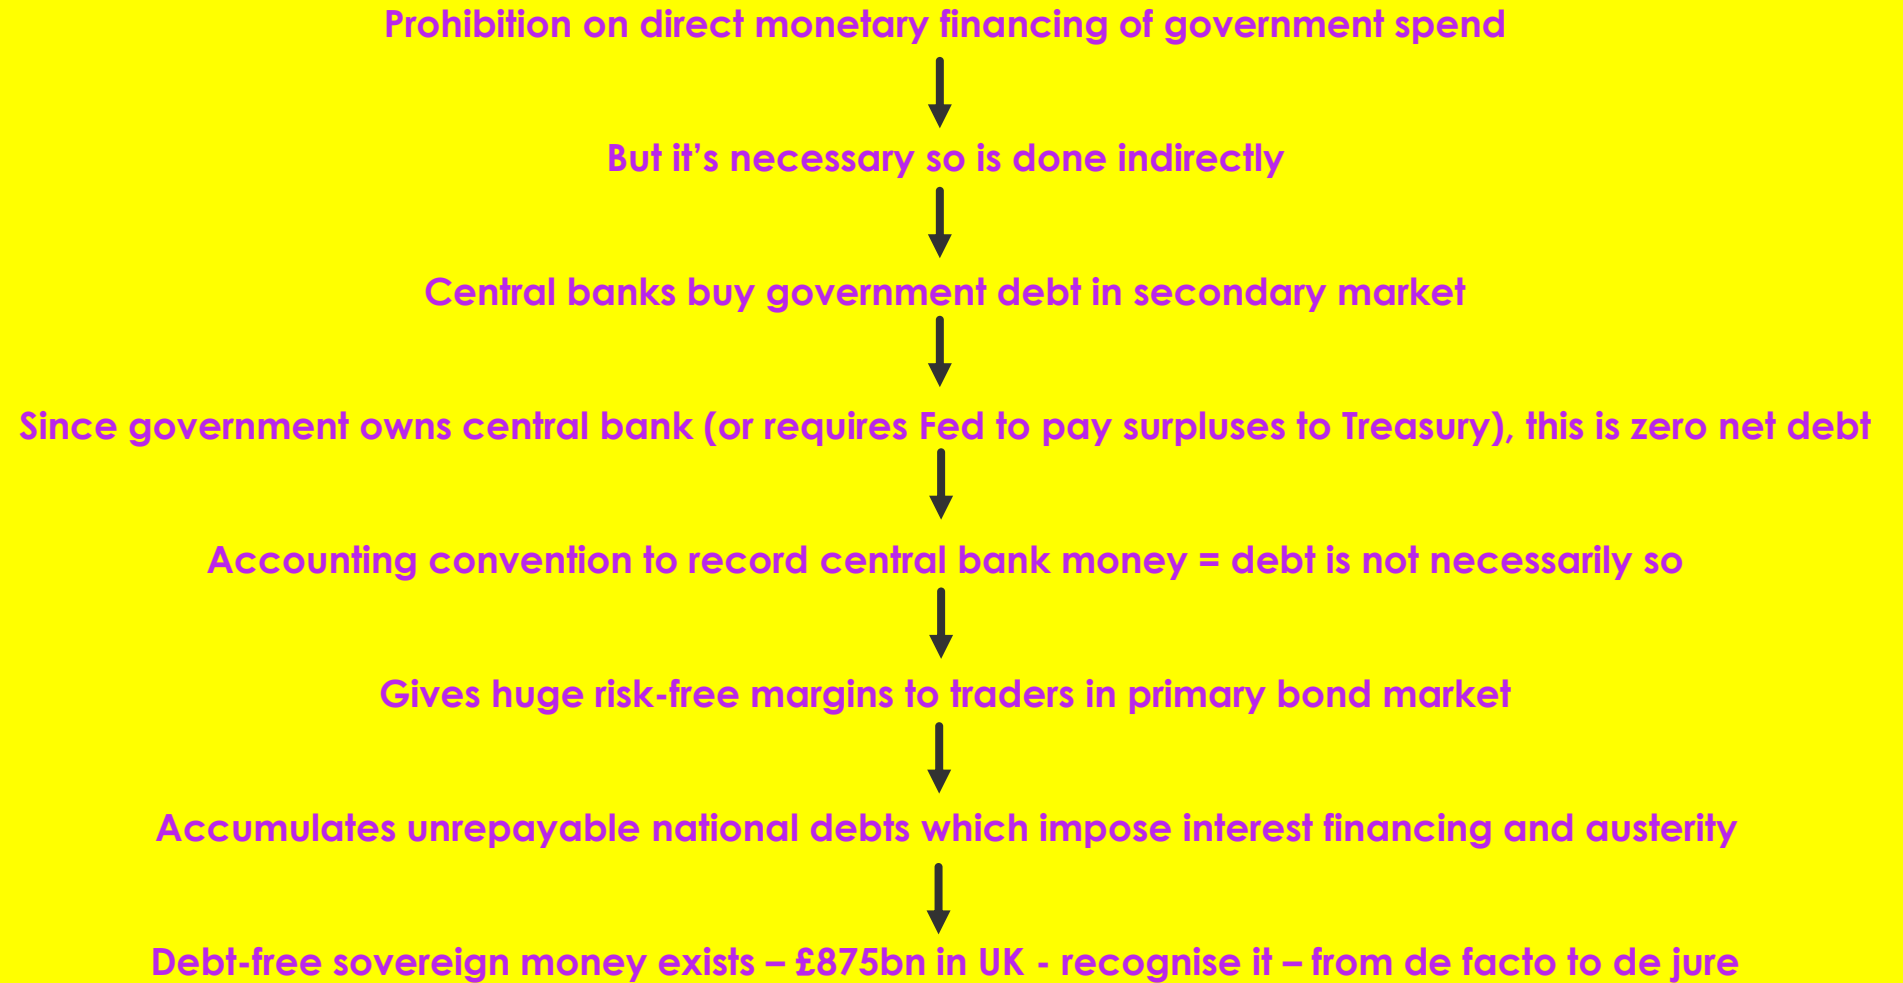 Prohibition on direct monetary financing of government spend
But it’s necessary so is done indirectly
Central banks buy government debt in secondary market
Since government owns central bank (or requires Fed to pay surpluses to Treasury), this is zero net debt
Accounting convention to record central bank money = debt is not necessarily so
Gives huge risk-free margins to traders in primary bond market
Accumulates unrepayable national debts which impose interest financing and austerity
Debt-free sovereign money exists – £875bn in UK - recognise it – from de facto to de jure